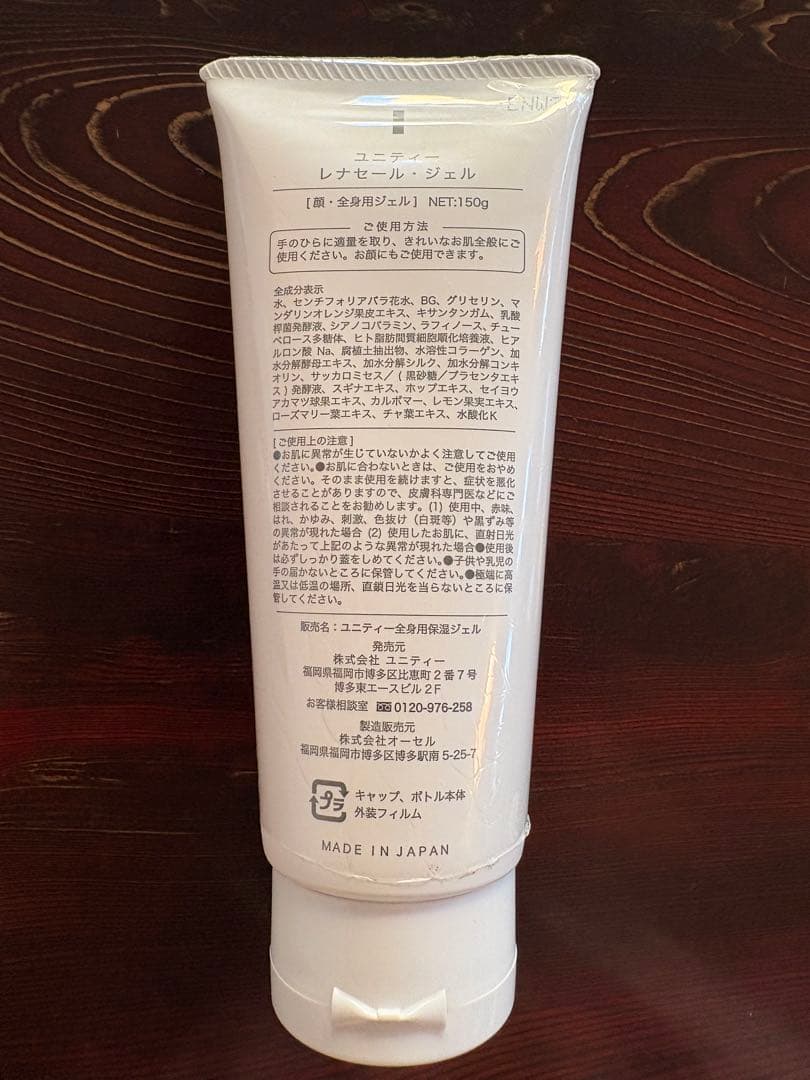 ENW
ユニティー
レナセール・ジェル
[ 顔・全身用ジェル ] NET:150g
ご使用方法
手のひらに適量を取り、きれいなお肌全般にご
使用ください。お顔にもご使用できます。
全成分表示
水、センチフォリアバラ花水、BG、グリセリン、マ
ンダリンオレンジ果皮エキス、キサンタンガム、乳酸
桿菌発酵液、シアノコバラミン、ラフィノース、チュー
ベロース多糖体、ヒト脂肪間質細胞順化培養液、ヒア
ルロン酸 Na、腐植土抽出物、水溶性コラーゲン、加
水分解酵母エキス、加水分解シルク、加水分解コンキ
オリン、サッカロミセス／ ( 黒砂糖／プラセンタエキ
ス ) 発酵液、スギナエキス、ホップエキス、セイヨウ
アカマツ球果エキス、カルボマー、レモン果実エキス、
ローズマリー葉エキス、チャ葉エキス、水酸化K
[ ご使用上の注意 ]
●お肌に異常が生じていないかよく注意してご使用
ください。●お肌に合わないときは、ご使用をおやめ
ください。そのまま使用を続けますと、症状を悪化
させることがありますので、皮膚科専門医などにご
相談されることをお勧めします。(1) 使用中、赤味、
はれ、かゆみ、刺激、色抜け（白斑等）や黒ずみ等
の異常が現れた場合 (2) 使用したお肌に、直射日光
があたって上記のような異常が現れた場合●使用後
は必ずしっかり蓋をしめてください。●子供や乳児の
手の届かないところに保管してください。●極端に高
温又は低温の場所、直鎖日光を当らないところに保
管してください。
販売名：ユニティー全身用保湿ジェル
発売元
株式会社 ユニティー
福岡県福岡市博多区比恵町２番７号
博多東エースビル２F
お客様相談室 0120-976-258
製造販売元
株式会社オーセル
福岡県福岡市博多区博多駅南 5-25-7
プラ
キャップ、ボトル本体
外装フィルム
MADE IN JAPAN